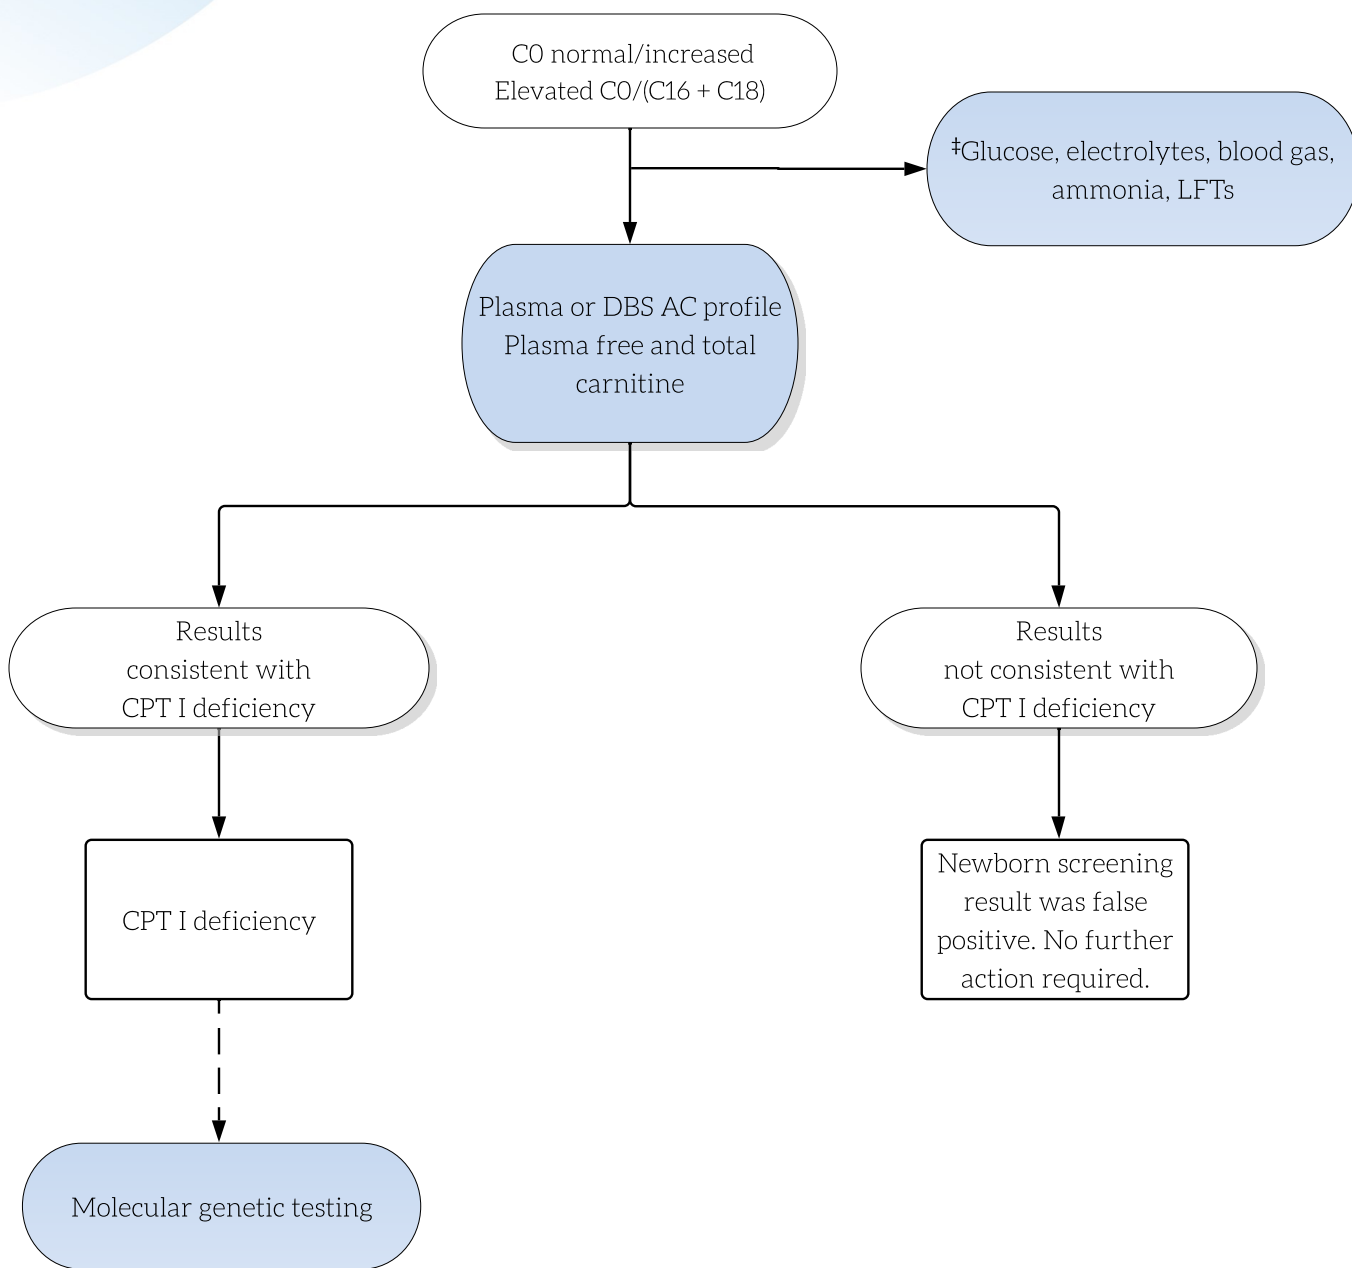 C0 normal/increased
Elevated C0/(C16 + C18)
‡Glucose, electrolytes, blood gas,
ammonia, LFTs
Plasma or DBS AC profile
Plasma free and total
carnitine
Results
consistent with
CPT I deficiency
Results
not consistent with
CPT I deficiency
CPT I deficiency
Newborn screening
result was false
positive. No further
action required.
Molecular genetic testing